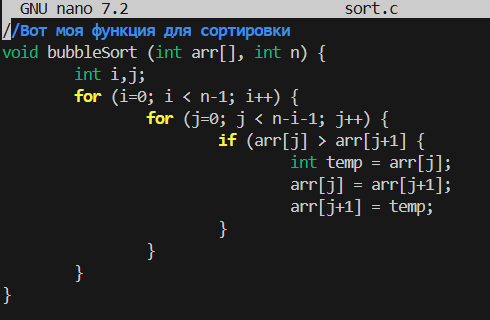 GNU nano 7.2 sort.c
//Вот моя функция для сортировки
void bubbleSort (int arr[], int n) {
int i,j;
for (i=0; i < n-1; i++) {
for (j=0; j < n-i-1; j++) {
if (arr[j] > arr[j+1] {
int temp = arr[j];
arr[j] = arr[j+1];
arr[j+1] = temp;
}
}
}
}